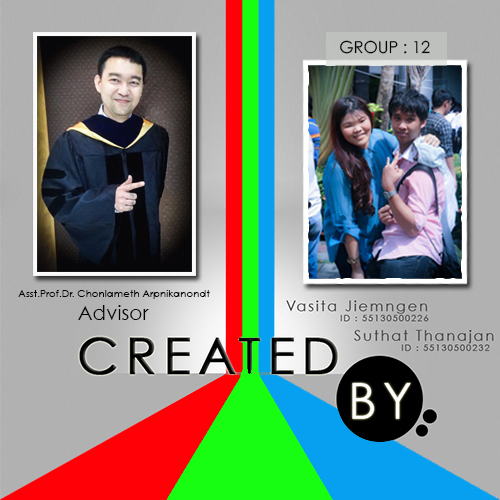 GROUP : 12
Asst.Prof.Dr. Chonlameth Arpnikanondt
Advisor
Vasita Jiemngen
ID : 55130500226
Suthat Thanajan
ID : 55130500232
CREATED
BY